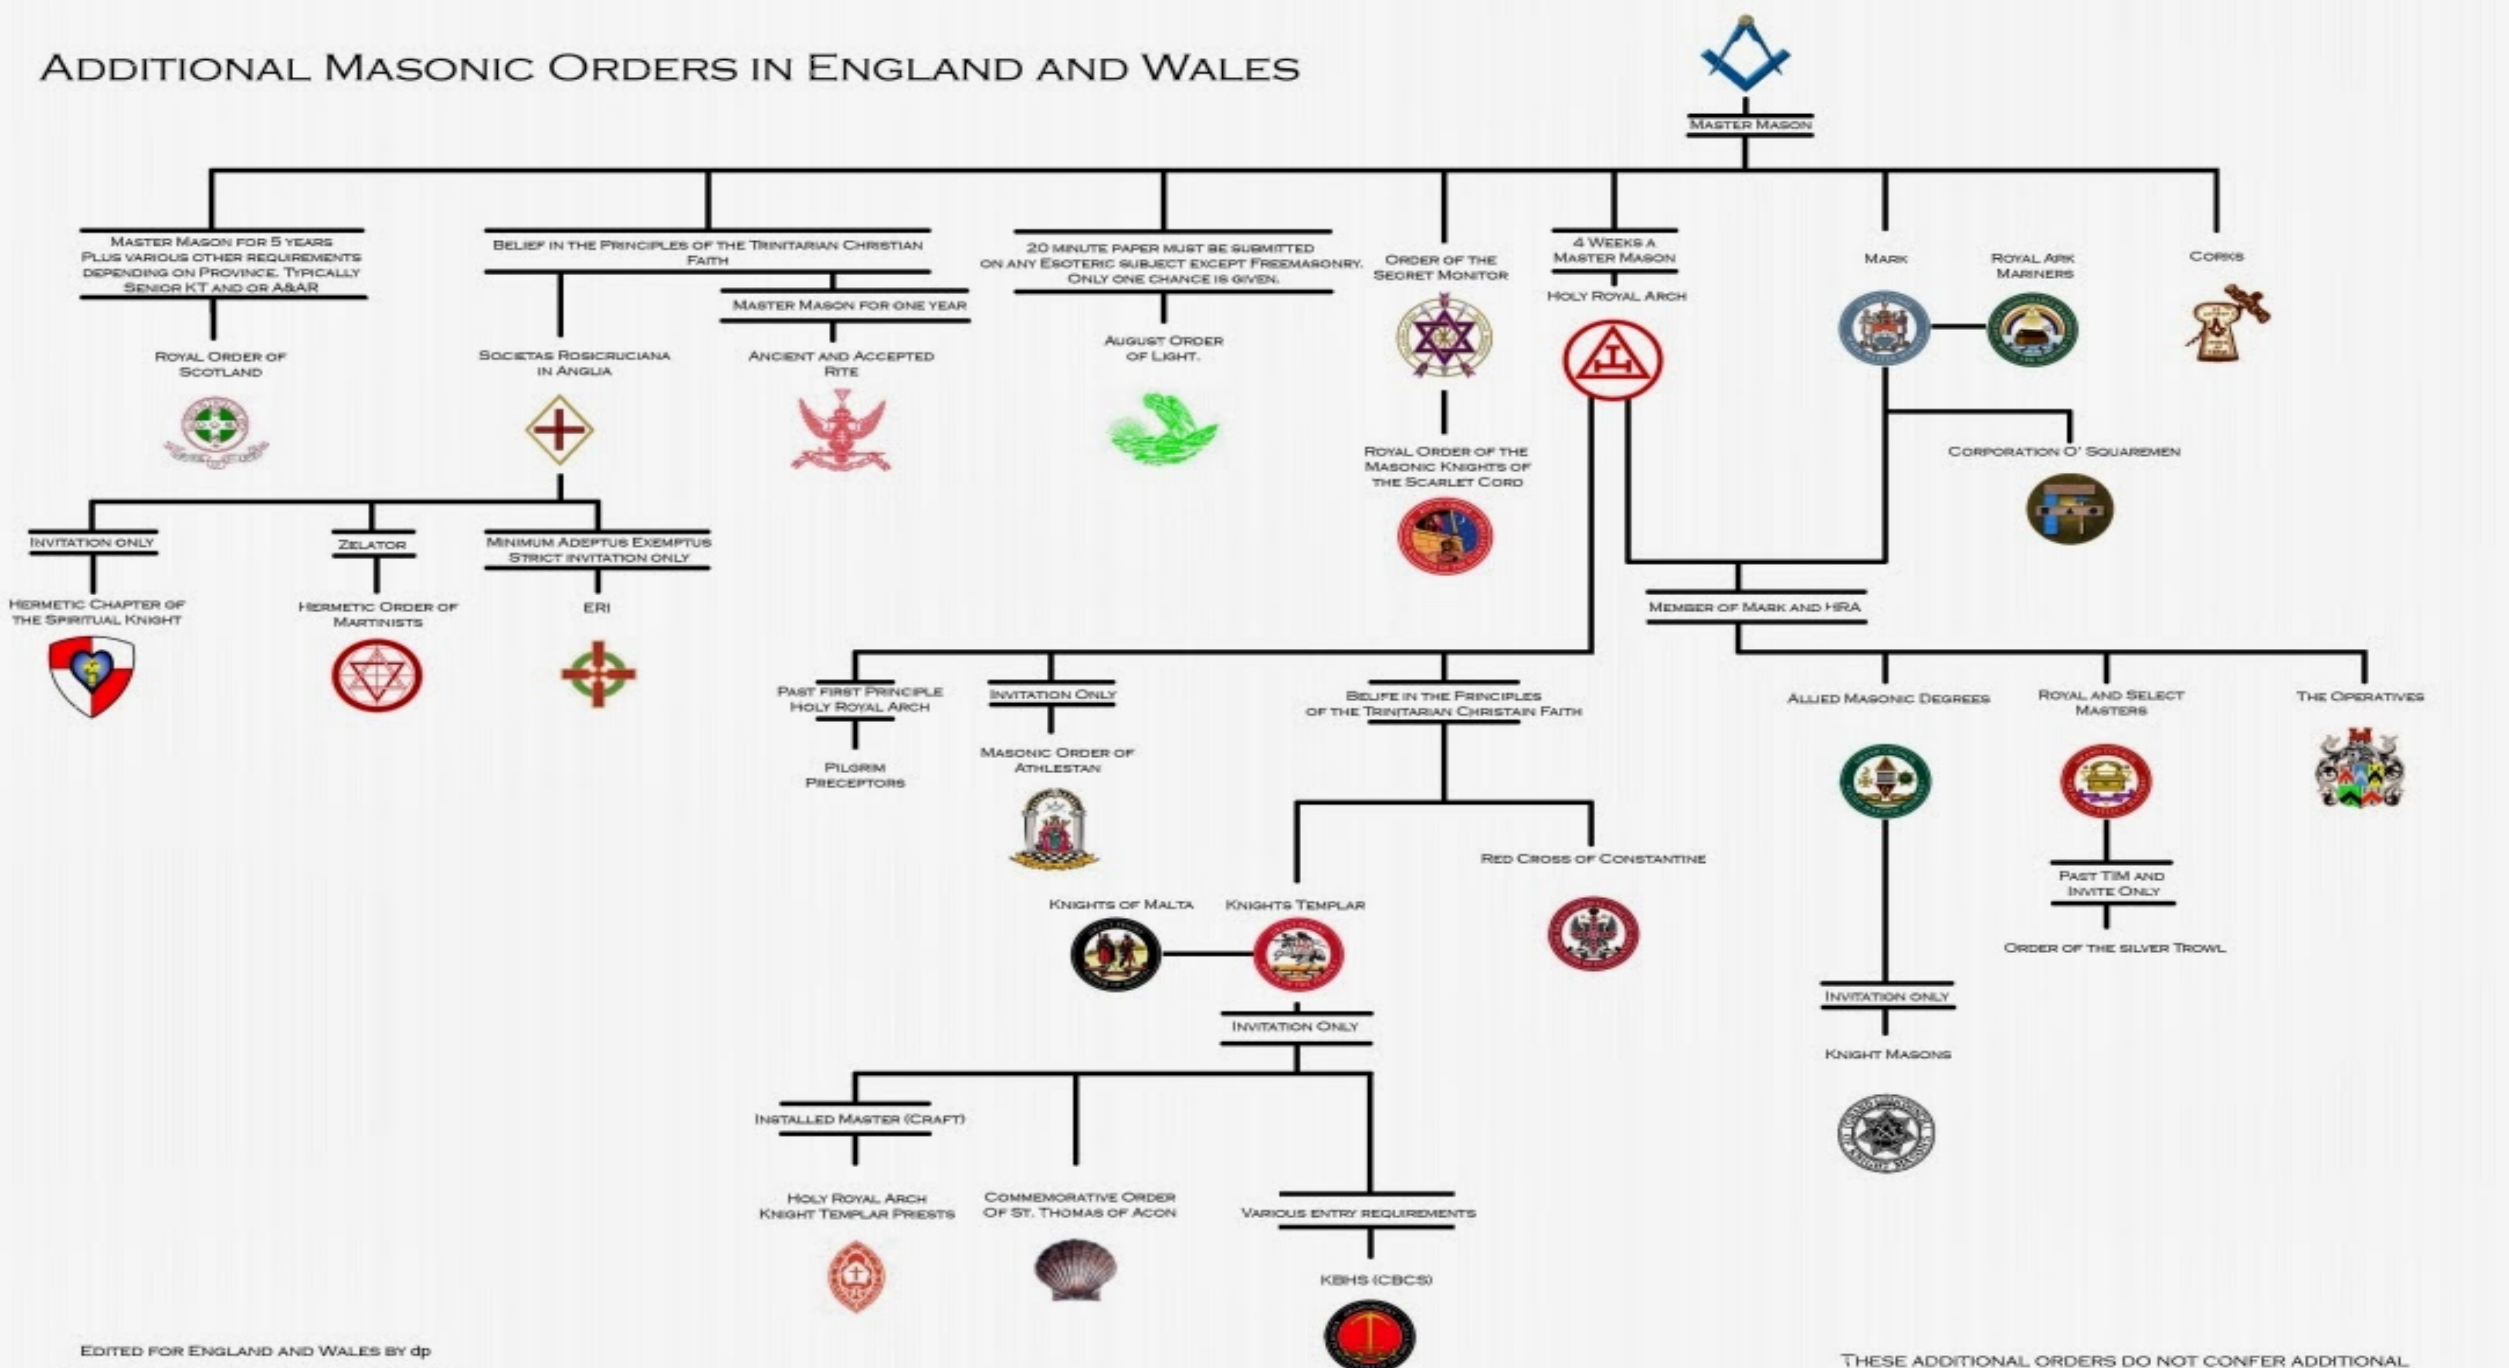 ADDITIONAL MASONIC ORDERS IN ENGLAND AND WALES
MASTER MASON
MASTER MASON FOR 5 YEARS
PLUS VARIOUS OTHER REQUIREMENTS
DEPENDING ON PROVINCE. TYPICALLY
SENIOR KT AND OR A&AR
ROYAL ORDER OF
SCOTLAND
BELIEF IN THE PRINCIPLES OF THE TRINITARIAN CHRISTIAN
FAITH
SOCIETAS ROSICRUCIANA
IN ANGLIA
MASTER MASON FOR ONE YEAR
ANCIENT AND ACCEPTED
RITE
20 MINUTE PAPER MUST BE SUBMITTED
ON ANY ESOTERIC SUBJECT EXCEPT FREEMASONRY.
ONLY ONE CHANCE IS GIVEN.
AUGUST ORDER
OF LIGHT.
ORDER OF THE
SECRET MONITOR
ROYAL ORDER OF THE
MASONIC KNIGHTS OF
THE SCARLET CORD
4 WEEKS A
MASTER MASON
HOLY ROYAL ARCH
MARK
ROYAL ARK
MARINERS
CORKS
CORPORATION O' SQUAREMEN
INVITATION ONLY
HERMETIC CHAPTER OF
THE SPIRITUAL KNIGHT
ZELATOR
HERMETIC ORDER OF
MARTINISTS
MINIMUM ADEPTUS EXEMPTUS
STRICT INVITATION ONLY
ERI
MEMBER OF MARK AND HRA
PAST FIRST PRINCIPLE
HOLY ROYAL ARCH
PILGRIM
PRECEPTORS
INVITATION ONLY
MASONIC ORDER OF
ATHLESTAN
BELIFE IN THE PRINCIPLES
OF THE TRINITARIAN CHRISTAIN FAITH
KNIGHTS OF MALTA
KNIGHTS TEMPLAR
RED CROSS OF CONSTANTINE
ALLIED MASONIC DEGREES
ROYAL AND SELECT
MASTERS
THE OPERATIVES
PAST TIM AND
INVITE ONLY
ORDER OF THE SILVER TROWL
INVITATION ONLY
KNIGHT MASONS
KNIGHT MASONS
INVITATION ONLY
INSTALLED MASTER (CRAFT)
HOLY ROYAL ARCH
KNIGHT TEMPLAR PRIESTS
COMMEMORATIVE ORDER
OF ST. THOMAS OF ACON
VARIOUS ENTRY REQUIREMENTS
KBHS (CBCS)
EDITED FOR ENGLAND AND WALES BY dp
THESE ADDITIONAL ORDERS DO NOT CONFER ADDITIONAL